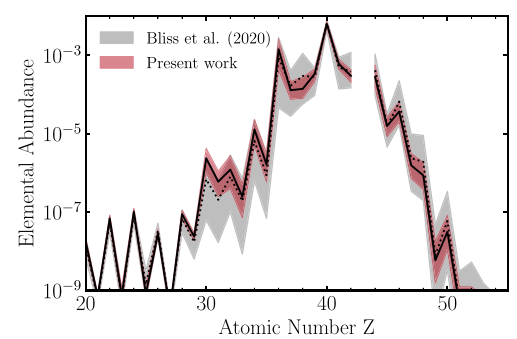 Bliss et al. (2020)
Present work
Elemental Abundance
10⁻³
10⁻⁵
10⁻⁷
10⁻⁹
20 30 40 50
Atomic Number Z